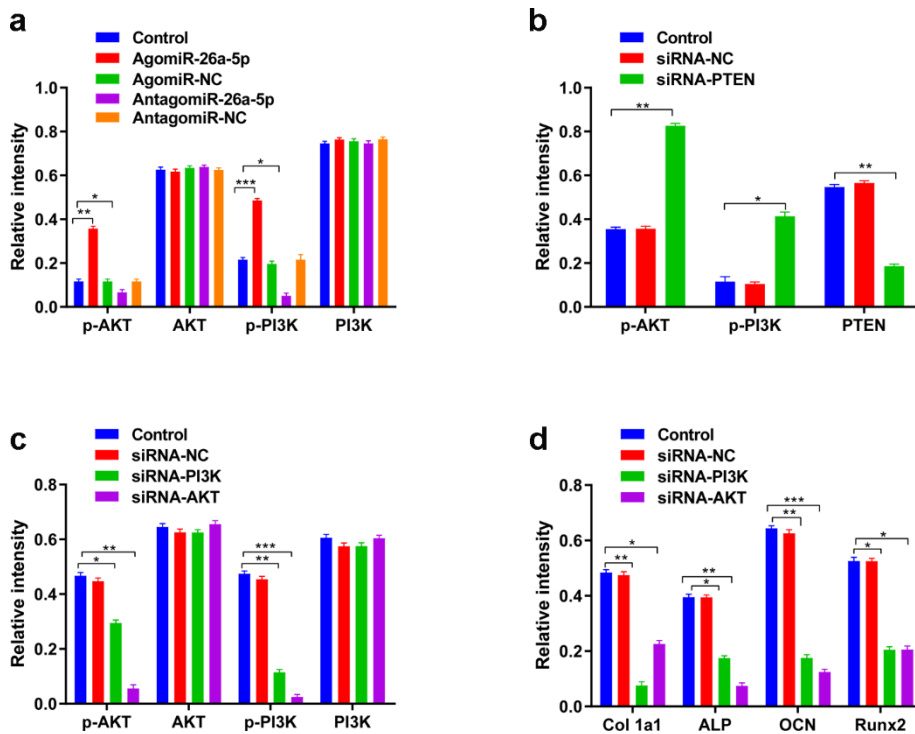 a
Control
AgomiR-26a-5p
AgomiR-NC
AntagomiR-26a-5p
AntagomiR-NC
Relative intensity
1.0
0.8
0.6
0.4
0.2
0.0
*
**
*
***
p-AKT AKT p-PI3K PI3K
b
Control
siRNA-NC
siRNA-PTEN
Relative intensity
1.0
0.8
0.6
0.4
0.2
0.0
**
*
**
p-AKT p-PI3K PTEN
c
Control
siRNA-NC
siRNA-PI3K
siRNA-AKT
Relative intensity
0.8
0.6
0.4
0.2
0.0
**
*
***
**
p-AKT AKT p-PI3K PI3K
d
Control
siRNA-NC
siRNA-PI3K
siRNA-AKT
Relative intensity
0.8
0.6
0.4
0.2
0.0
*
**
**
*
***
**
*
*
Col 1a1 ALP OCN Runx2